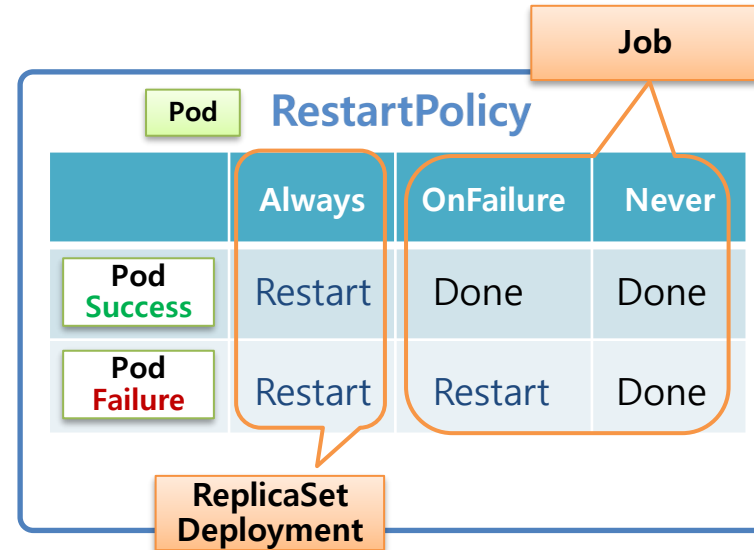 Job
Pod RestartPolicy
Always OnFailure Never
Pod
Success
Restart Done Done
Pod
Failure
Restart Restart Done
ReplicaSet
Deployment